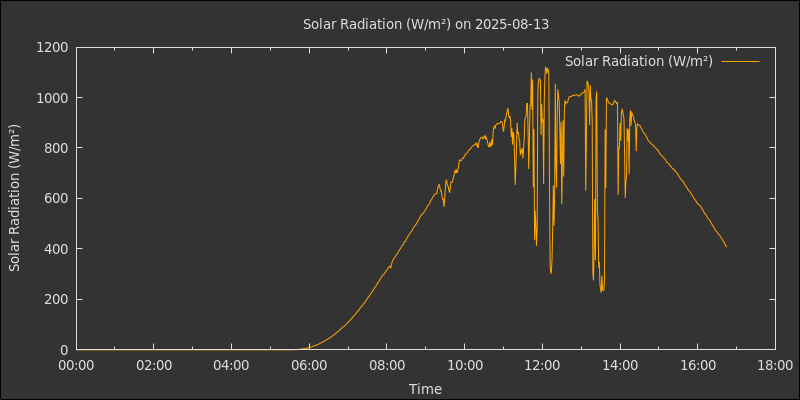 Solar Radiation (W/m²) on 2025-08-13
Solar Radiation (W/m²)
Solar Radiation (W/m²)
1200
1000
800
600
400
200
0
00:00 02:00 04:00 06:00 08:00 10:00 12:00 14:00 16:00 18:00
Time